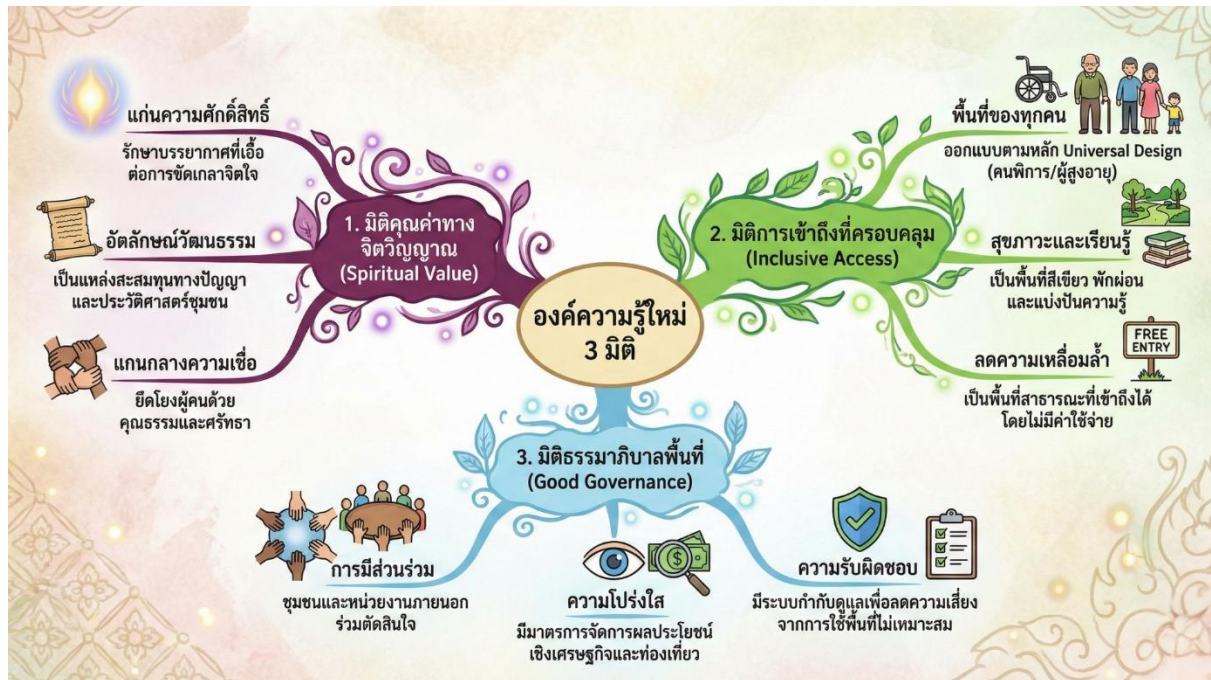 องค์ความรู้ใหม่
3 มิติ
1. มิติคุณค่าทาง
จิตวิญญาณ
(Spiritual Value)
แก่นความศักดิ์สิทธิ์
รักษาบรรยากาศที่เอื้อ
ต่อการขัดเกลาจิตใจ
อัตลักษณ์วัฒนธรรม
เป็นแหล่งสะสมทุนทางปัญญา
และประวัติศาสตร์ชุมชน
แกนกลางความเชื่อ
ยึดโยงผู้คนด้วย
คุณธรรมและศรัทธา
2. มิติการเข้าถึงที่ครอบคลุม
(Inclusive Access)
พื้นที่ของทุกคน
ออกแบบตามหลัก Universal Design
(คนพิการ/ผู้สูงอายุ)
สุขภาวะและเรียนรู้
เป็นพื้นที่สีเขียว พักผ่อน
และแบ่งปันความรู้
FREE
ENTRY
ลดความเหลื่อมล้ำ
เป็นพื้นที่สาธารณะที่เข้าถึงได้
โดยไม่มีค่าใช้จ่าย
3. มิติธรรมาภิบาลพื้นที่
(Good Governance)
การมีส่วนร่วม
ชุมชนและหน่วยงานภายนอก
ร่วมตัดสินใจ
$
ความโปร่งใส
มีมาตรการจัดการผลประโยชน์
เชิงเศรษฐกิจและท่องเที่ยว
ความรับผิดชอบ
มีระบบกำกับดูแลเพื่อลดความเสี่ยง
จากการใช้พื้นที่ไม่เหมาะสม